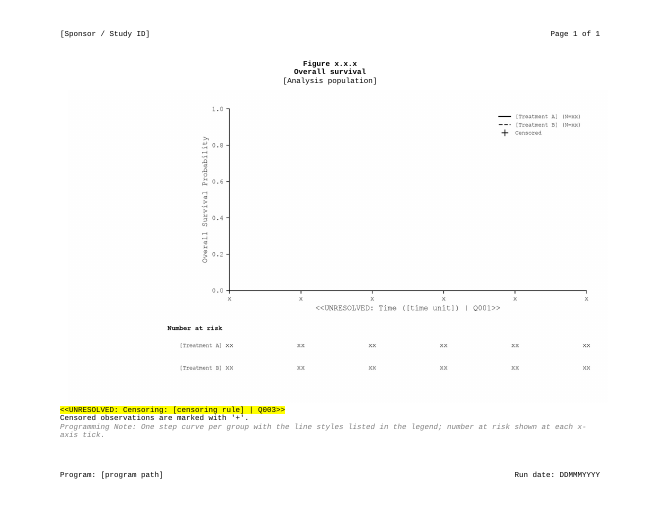 [Sponsor / Study ID] Page 1 of 1
Figure x.x.x
Overall survival
[Analysis population]
1.0
0.8
0.6
0.4
0.2
0.0
Overall Survival Probability
[Treatment A] (N=xx)
[Treatment B] (N=xx)
Censored
x x x x x x
<<UNRESOLVED: Time ([time unit]) | Q001>>
Number at risk
[Treatment A] xx xx xx xx xx xx
[Treatment B] xx xx xx xx xx xx
<<UNRESOLVED: Censoring: [censoring rule] | Q003>>
Censored observations are marked with '+'.
Programming Note: One step curve per group with the line styles listed in the legend; number at risk shown at each x-
axis tick.
Program: [program path] Run date: DDMMMYYYY